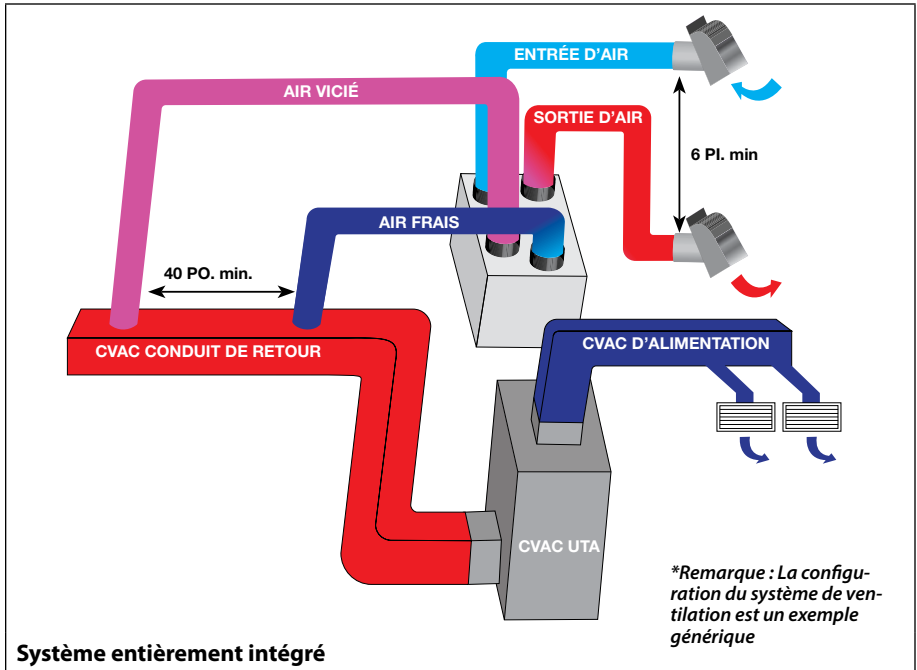 ENTRÉE D'AIR
AIR VICIÉ
SORTIE D'AIR
6 PI. min
AIR FRAIS
40 PO. min.
CVAC CONDUIT DE RETOUR
CVAC D'ALIMENTATION
CVAC UTA
*Remarque : La configu-
ration du système de ven-
tilation est un exemple
générique
Système entièrement intégré